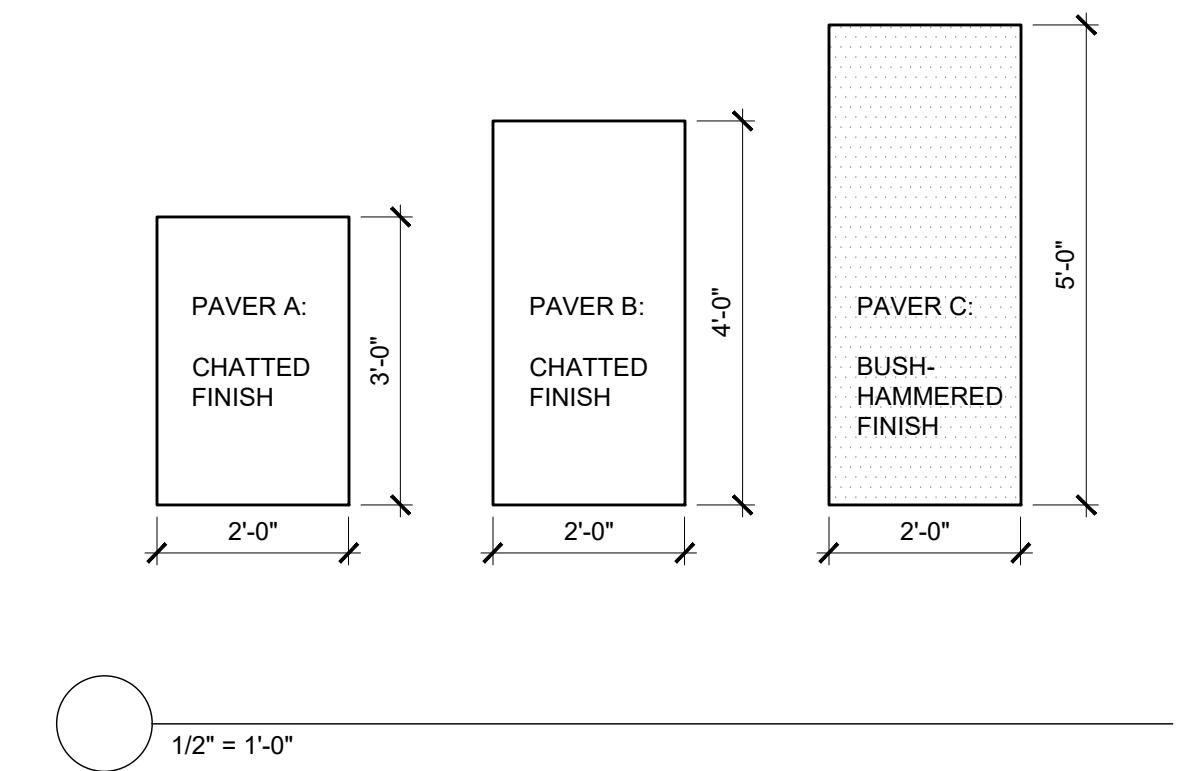 PAVER A:
CHATTED
FINISH
3'-0"
2'-0"
PAVER B:
CHATTED
FINISH
4'-0"
2'-0"
PAVER C:
BUSH-
HAMMERED
FINISH
5'-0"
2'-0"
1/2" = 1'-0"